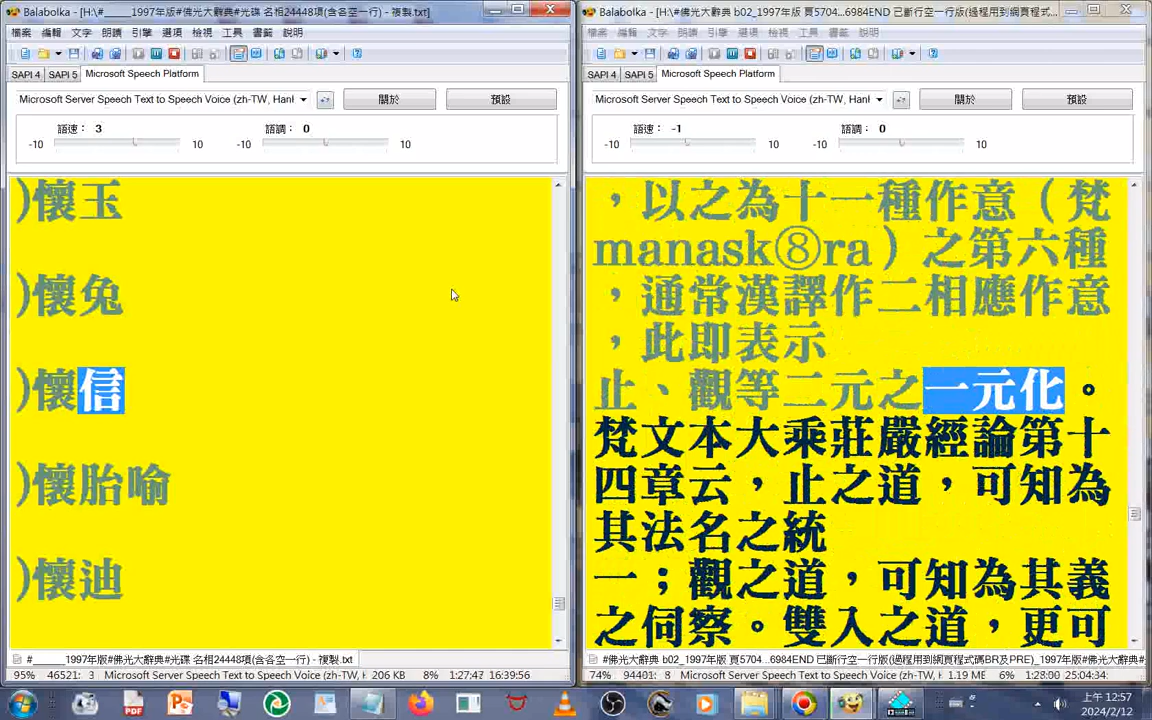 Balabolka - [H:\#_____1997年版#佛光大辭典#光碟 名相24448項(含各空一行) - 複製.txt]
檔案 編輯 文字 朗讀 引擎 選項 檢視 工具 書籤 說明
SAPI 4 SAPI 5 Microsoft Speech Platform
Microsoft Server Speech Text to Speech Voice (zh-TW, Hanl
關於 預設
語速： 3 語調： 0
-10 10 -10 10
)懷玉
)懷兔
)懷信
)懷胎喻
)懷迪
#_____1997年版#佛光大辭典#光碟 名相24448項(含各空一行) - 複製.txt
95% 46521: 3 Microsoft Server Speech Text to Speech Voice (zh-TW, Han 206 KB 8% 1:27:47 16:39:56
Balabolka - [H:\#佛光大辭典 b02_1997年版 頁5704...6984END 已斷行空一行版(過程用到網頁程式...
檔案 編輯 文字 朗讀 引擎 選項 檢視 工具 書籤 說明
SAPI 4 SAPI 5 Microsoft Speech Platform
Microsoft Server Speech Text to Speech Voice (zh-TW, Hanl
關於 預設
語速： -1 語調： 0
-10 10 -10 10
，以之為十一種作意（梵
manask⑧ra）之第六種
，通常漢譯作二相應作意
，此即表示
止、觀等二元之一元化。
梵文本大乘莊嚴經論第十
四章云，止之道，可知為
其法名之統
一；觀之道，可知為其義
之伺察。雙入之道，更可
#佛光大辭典 b02_1997年版 頁5704...6984END 已斷行空一行版(過程用到網頁程式碼BR及PRE)_1997年版#佛光大辭典#
74% 94401: 8 Microsoft Server Speech Text to Speech Voice (zh-TW, Han 1.19 ME 6% 1:28:00 25:04:34
上午 12:57
2024/2/12